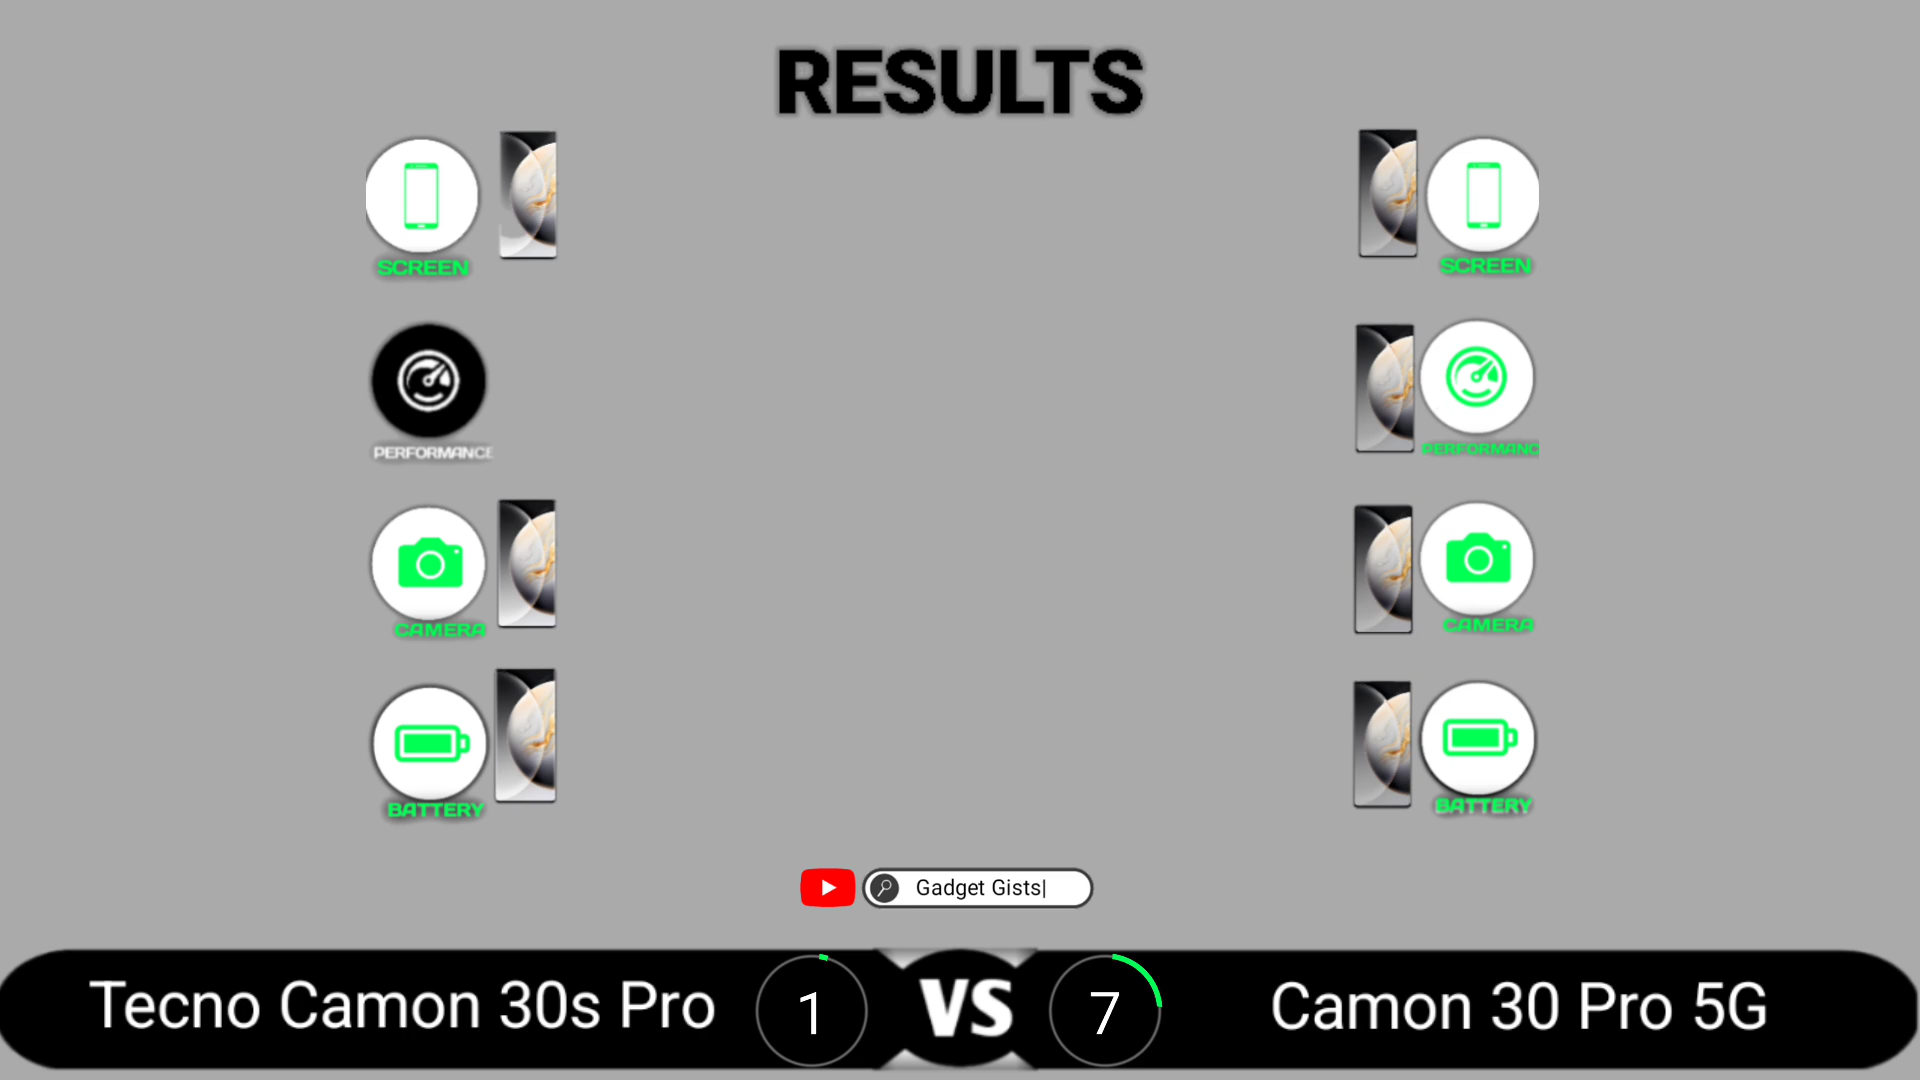 RESULTS
SCREEN
SCREEN
PERFORMANCE
PERFORMANC
CAMERA
CAMERA
BATTERY
BATTERY
Gadget Gists|
Tecno Camon 30s Pro 1 VS 7 Camon 30 Pro 5G